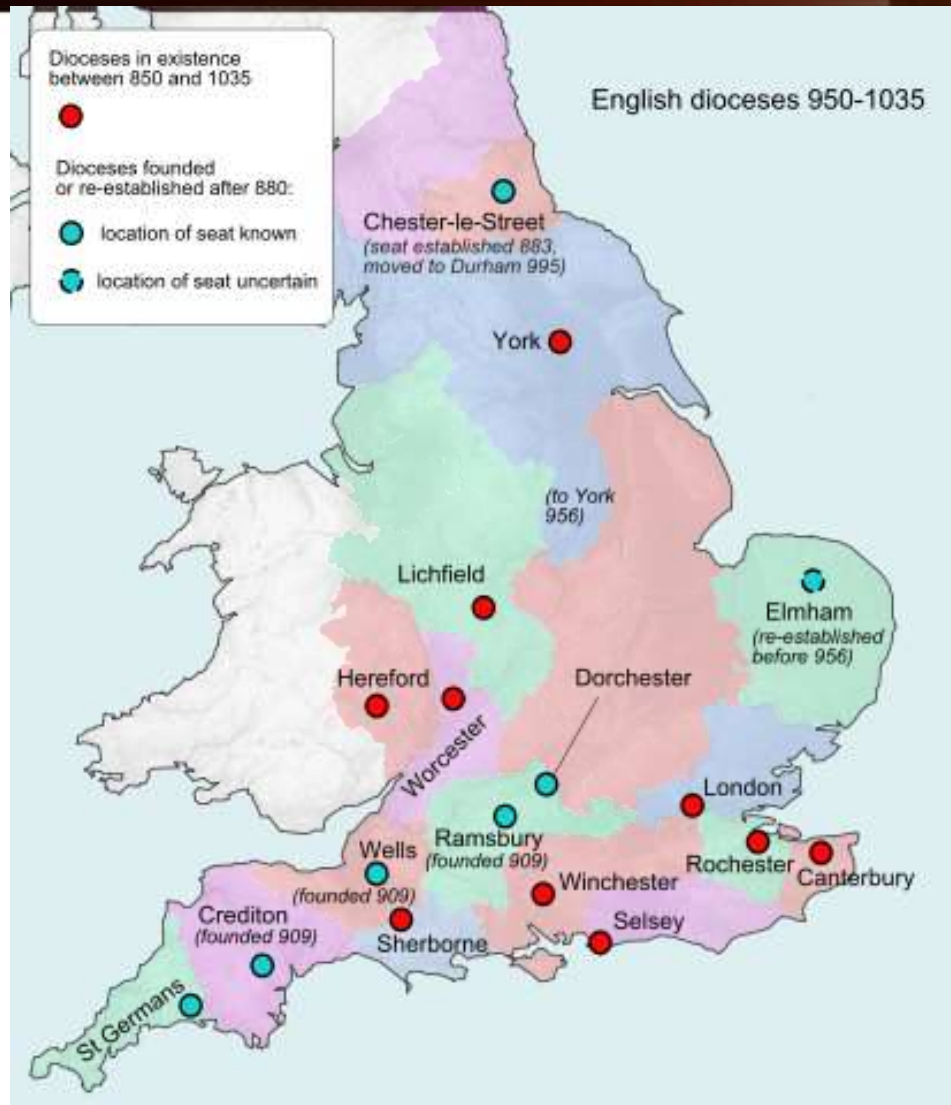 Dioceses in existence
between 850 and 1035
Dioceses founded
or re-established after 880:
location of seat known
location of seat uncertain
English dioceses 950-1035
Chester-le-Street
(seat established 883,
moved to Durham 995)
York
(to York
956)
Lichfield
Elmham
(re-established
before 956)
Hereford
Dorchester
Worcester
London
Ramsbury
(founded 909)
Wells
(founded 909)
Rochester
Canterbury
Winchester
Crediton
(founded 909)
Selsey
Sherborne
St Germans